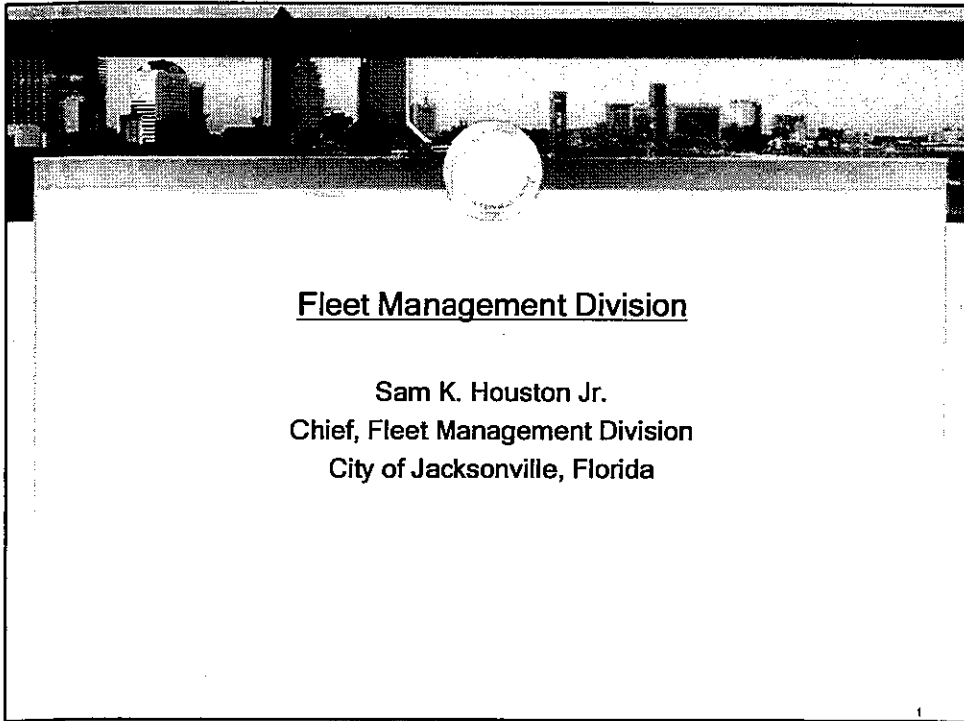 Fleet Management Division
Sam K. Houston Jr.
Chief, Fleet Management Division
City of Jacksonville, Florida
1